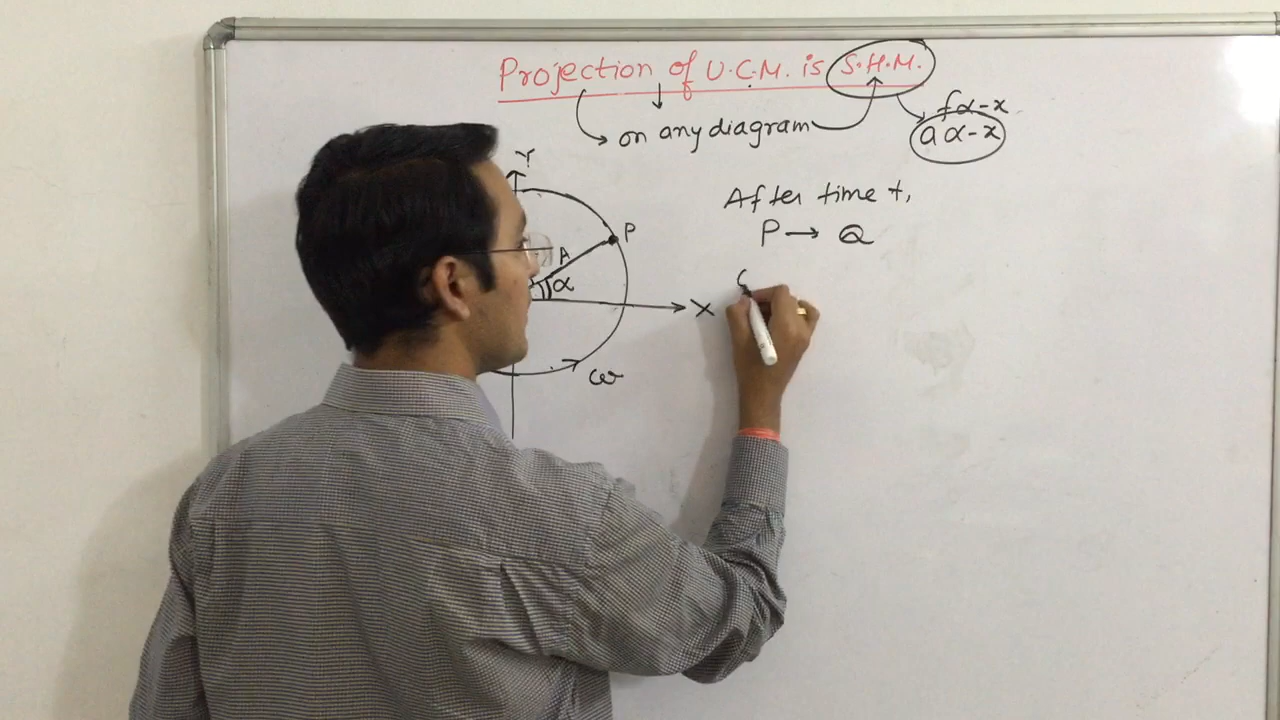 Projection of U.C.M. is S.H.M.
on any diagram
f α - x
a α - x
Y
P
A
α
X
ω
After time t,
P → Q